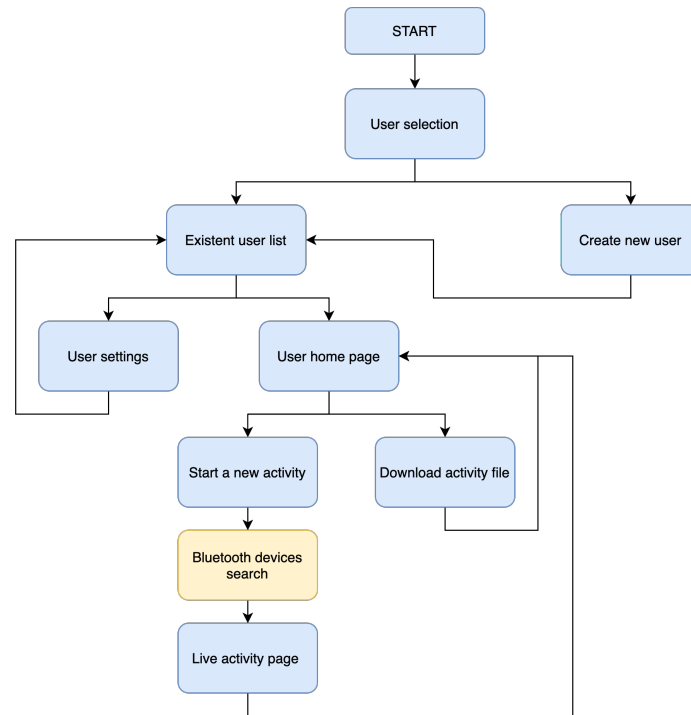 START
User selection
Existent user list
Create new user
User settings
User home page
Start a new activity
Download activity file
Bluetooth devices
search
Live activity page